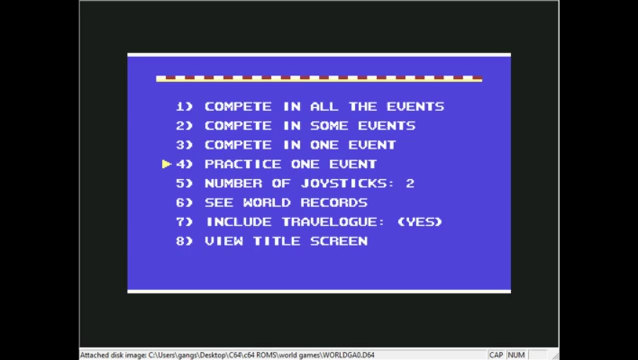 1) COMPETE IN ALL THE EVENTS
2) COMPETE IN SOME EVENTS
3) COMPETE IN ONE EVENT
4) PRACTICE ONE EVENT
5) NUMBER OF JOYSTICKS: 2
6) SEE WORLD RECORDS
7) INCLUDE TRAVELOGUE: (YES)
8) VIEW TITLE SCREEN
Attached disk image: C:\Users\gangs\Desktop\C64\c64 ROMS\world games\WORLDGA0.D64 CAP NUM